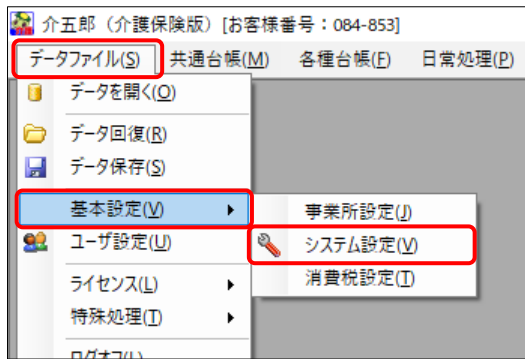 介五郎（介護保険版）[お客様番号：084-853]
データファイル(S) 共通台帳(M) 各種台帳(F) 日常処理(P)
データを開く(O)
データ回復(R)
データ保存(S)
基本設定(V)
事業所設定(J)
ユーザ設定(U)
システム設定(V)
消費税設定(T)
ライセンス(L)
特殊処理(T)
ログオフ(L)